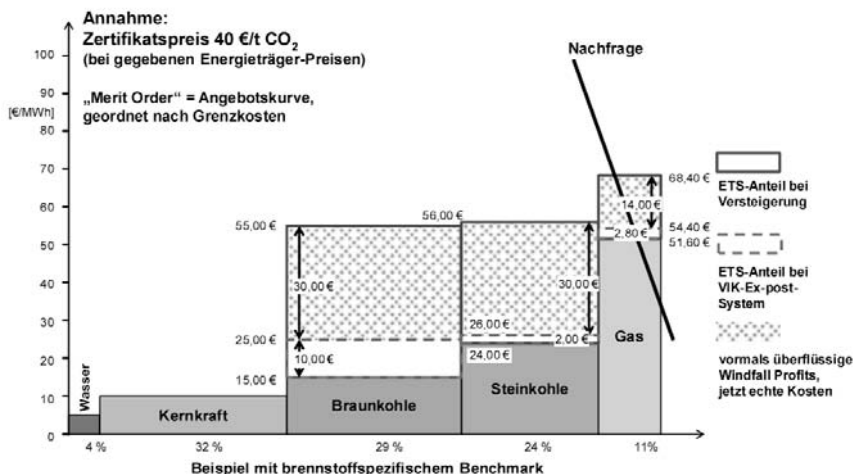 Annahme:
Zertifikatspreis 40 €/t CO₂
(bei gegebenen Energieträger-Preisen)
„Merit Order“ = Angebotskurve,
geordnet nach Grenzkosten
Nachfrage
[€/MWh]
100
90
80
70
60
50
40
30
20
10
0
55,00 €
25,00 €
15,00 €
30,00 €
10,00 €
56,00 €
26,00 €
24,00 €
30,00 €
2,00 €
68,40 €
14,00 €
54,40 €
2,80 €
51,60 €
Wasser
Kernkraft
Braunkohle
Steinkohle
Gas
4 %
32 %
29 %
24 %
11%
ETS-Anteil bei
Versteigerung
ETS-Anteil bei
VIK-Ex-post-
System
vormals überflüssige
Windfall Profits,
jetzt echte Kosten
Beispiel mit brennstoffspezifischem Benchmark